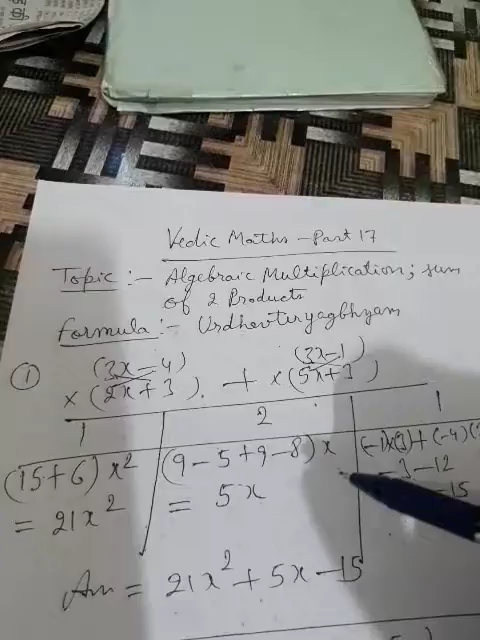 Vedic Maths - Part 17
Topic :- Algebraic Multiplication; sum
of 2 Products
Formula :- Urdhavtiryagbhyam
① (3x-4) (3x-1)
×(2x+3). + ×(5x+3)
1 2 1
(15+6)x² (9-5+9-8)x (-1)×(3)+(-4)(
= 21x² = 5x -3-12
-15
Ans = 21x²+5x-15